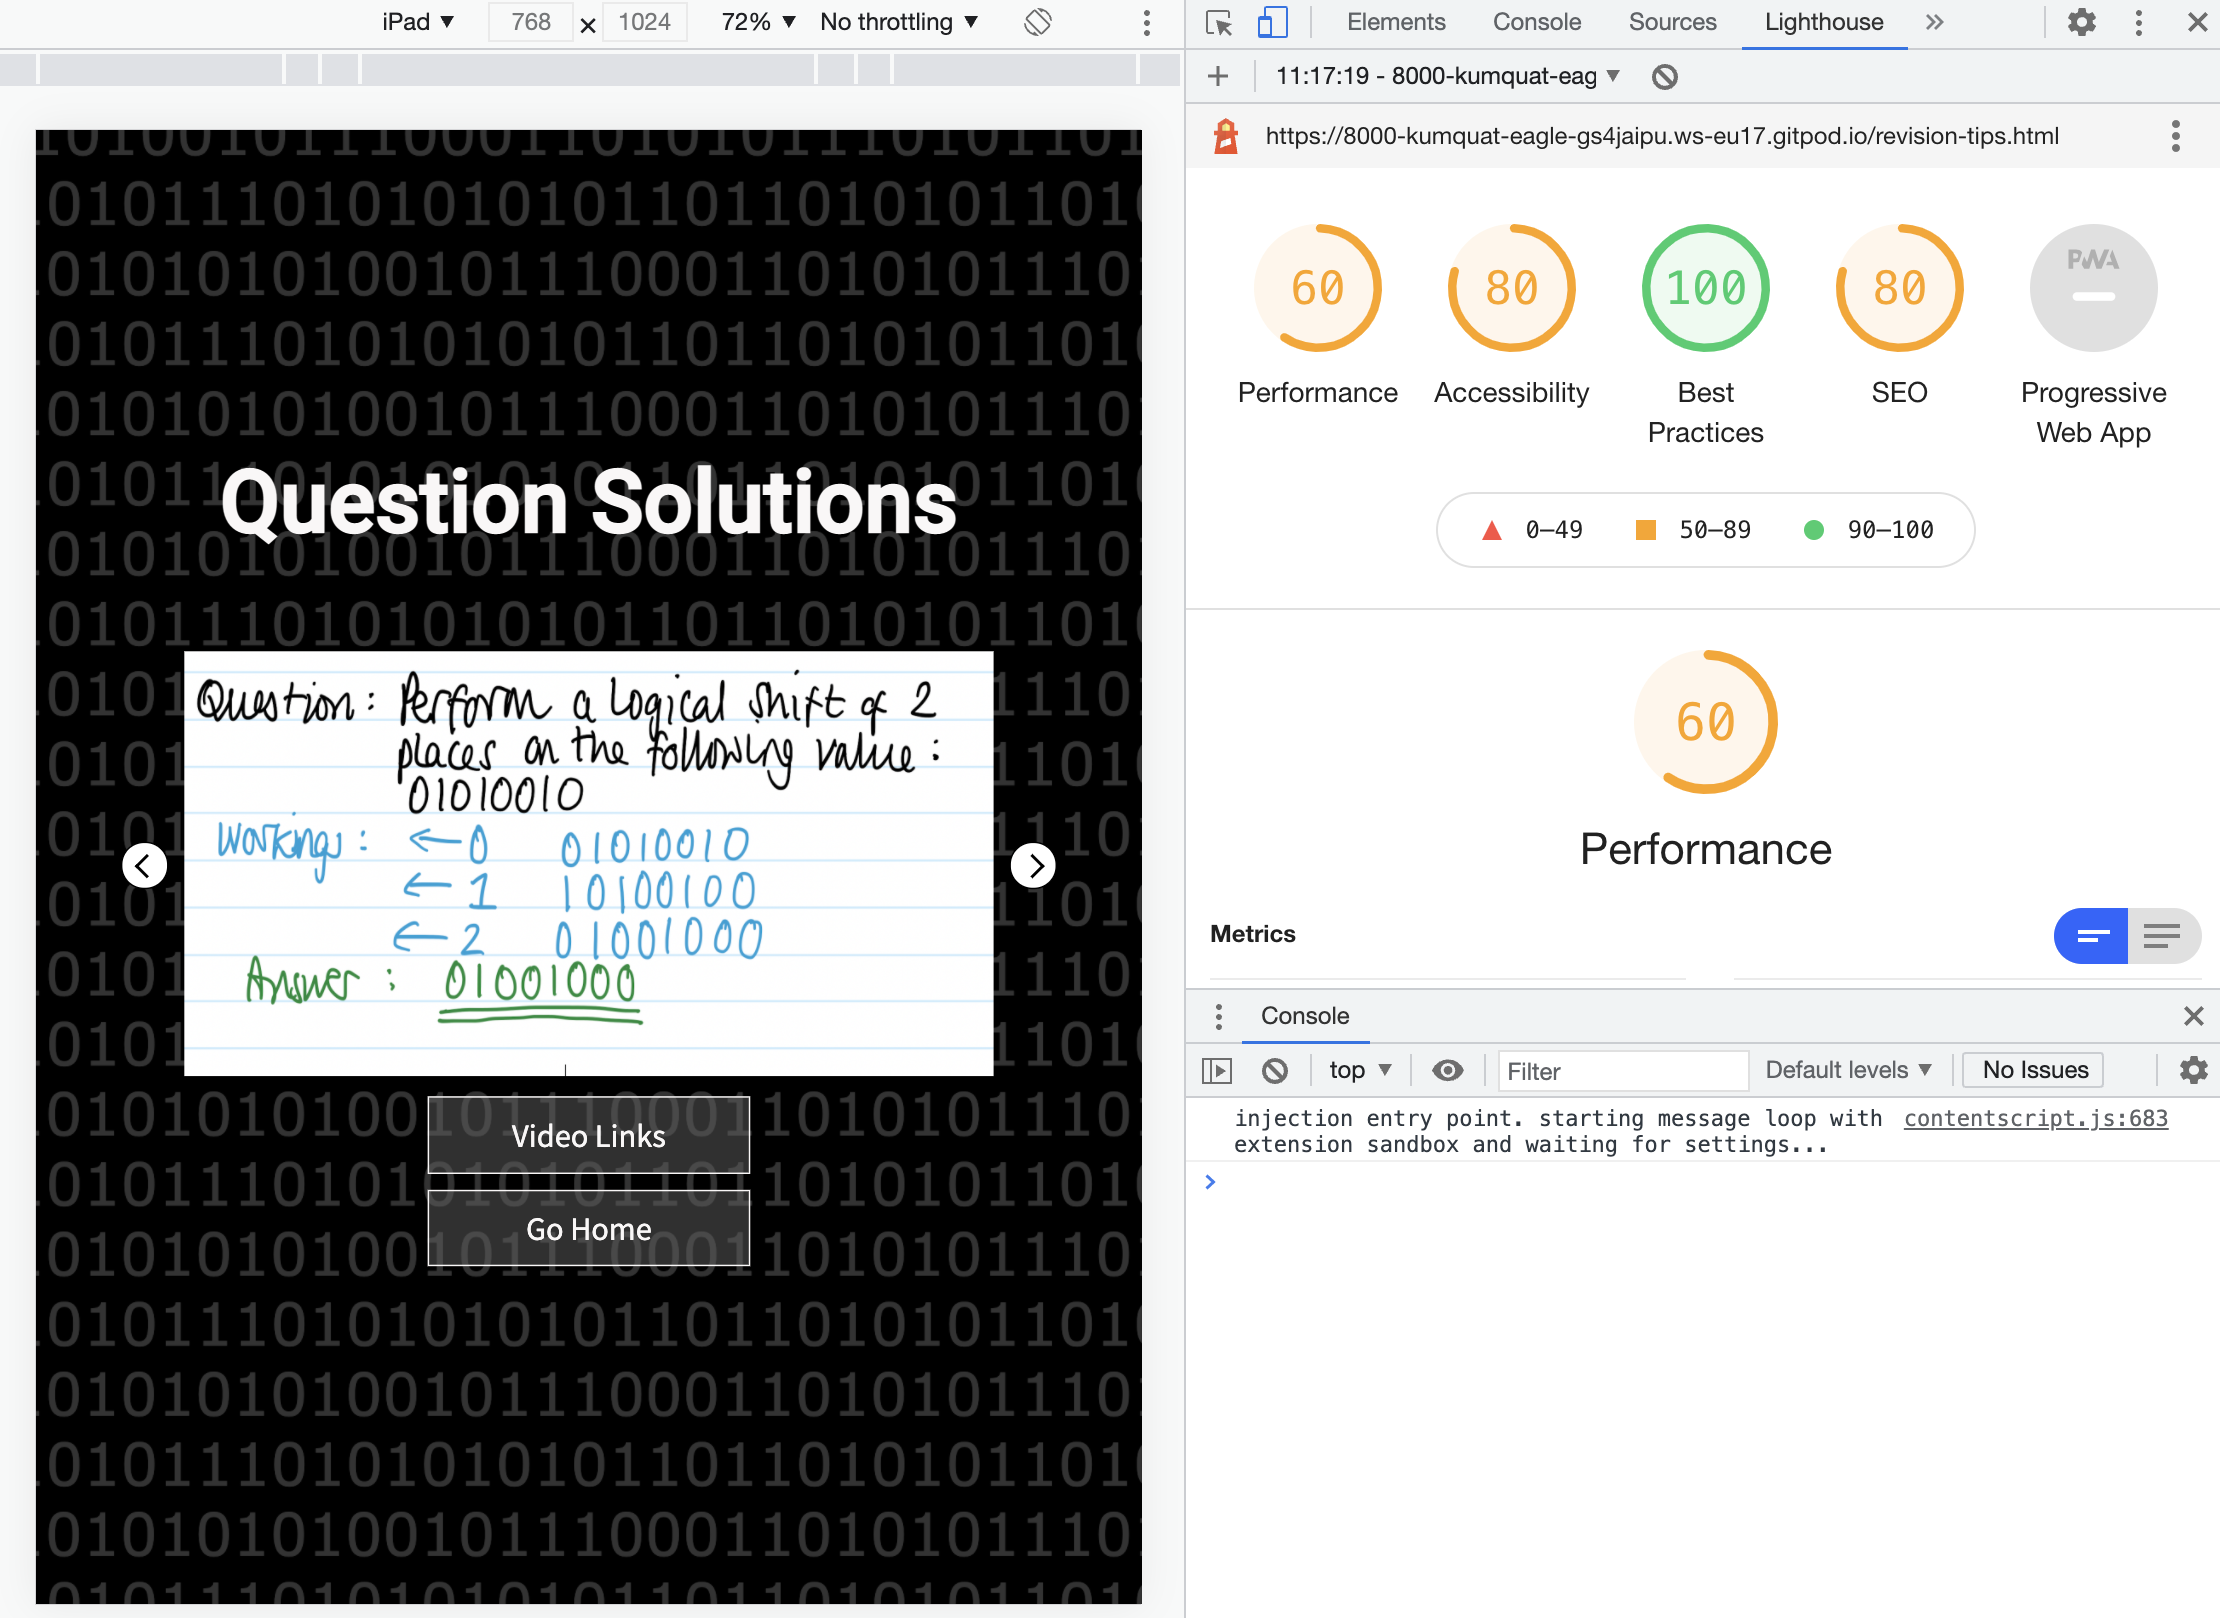 iPad ▼ 768 × 1024 72% ▼ No throttling ▼
Question Solutions
Question: Perform a logical shift of 2
places on the following value:
01010010
Workings: ← 0 01010010
← 1 10100100
← 2 01001000
Answer: 01001000
Video Links
Go Home
Elements Console Sources Lighthouse »
11:17:19 - 8000-kumquat-eag ▼
https://8000-kumquat-eagle-gs4jaipu.ws-eu17.gitpod.io/revision-tips.html
60 80 100 80 PWA
Performance Accessibility Best Practices SEO Progressive Web App
0–49 50–89 90–100
60
Performance
Metrics
Console
top ▼ Filter Default levels ▼ No Issues
injection entry point. starting message loop with contentscript.js:683
extension sandbox and waiting for settings...